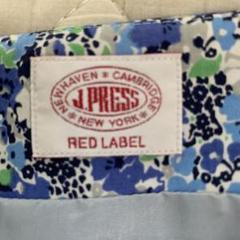 NEWHAVEN ★ CAMBRIDGE
J.PRESS
NEW YORK
RED LABEL